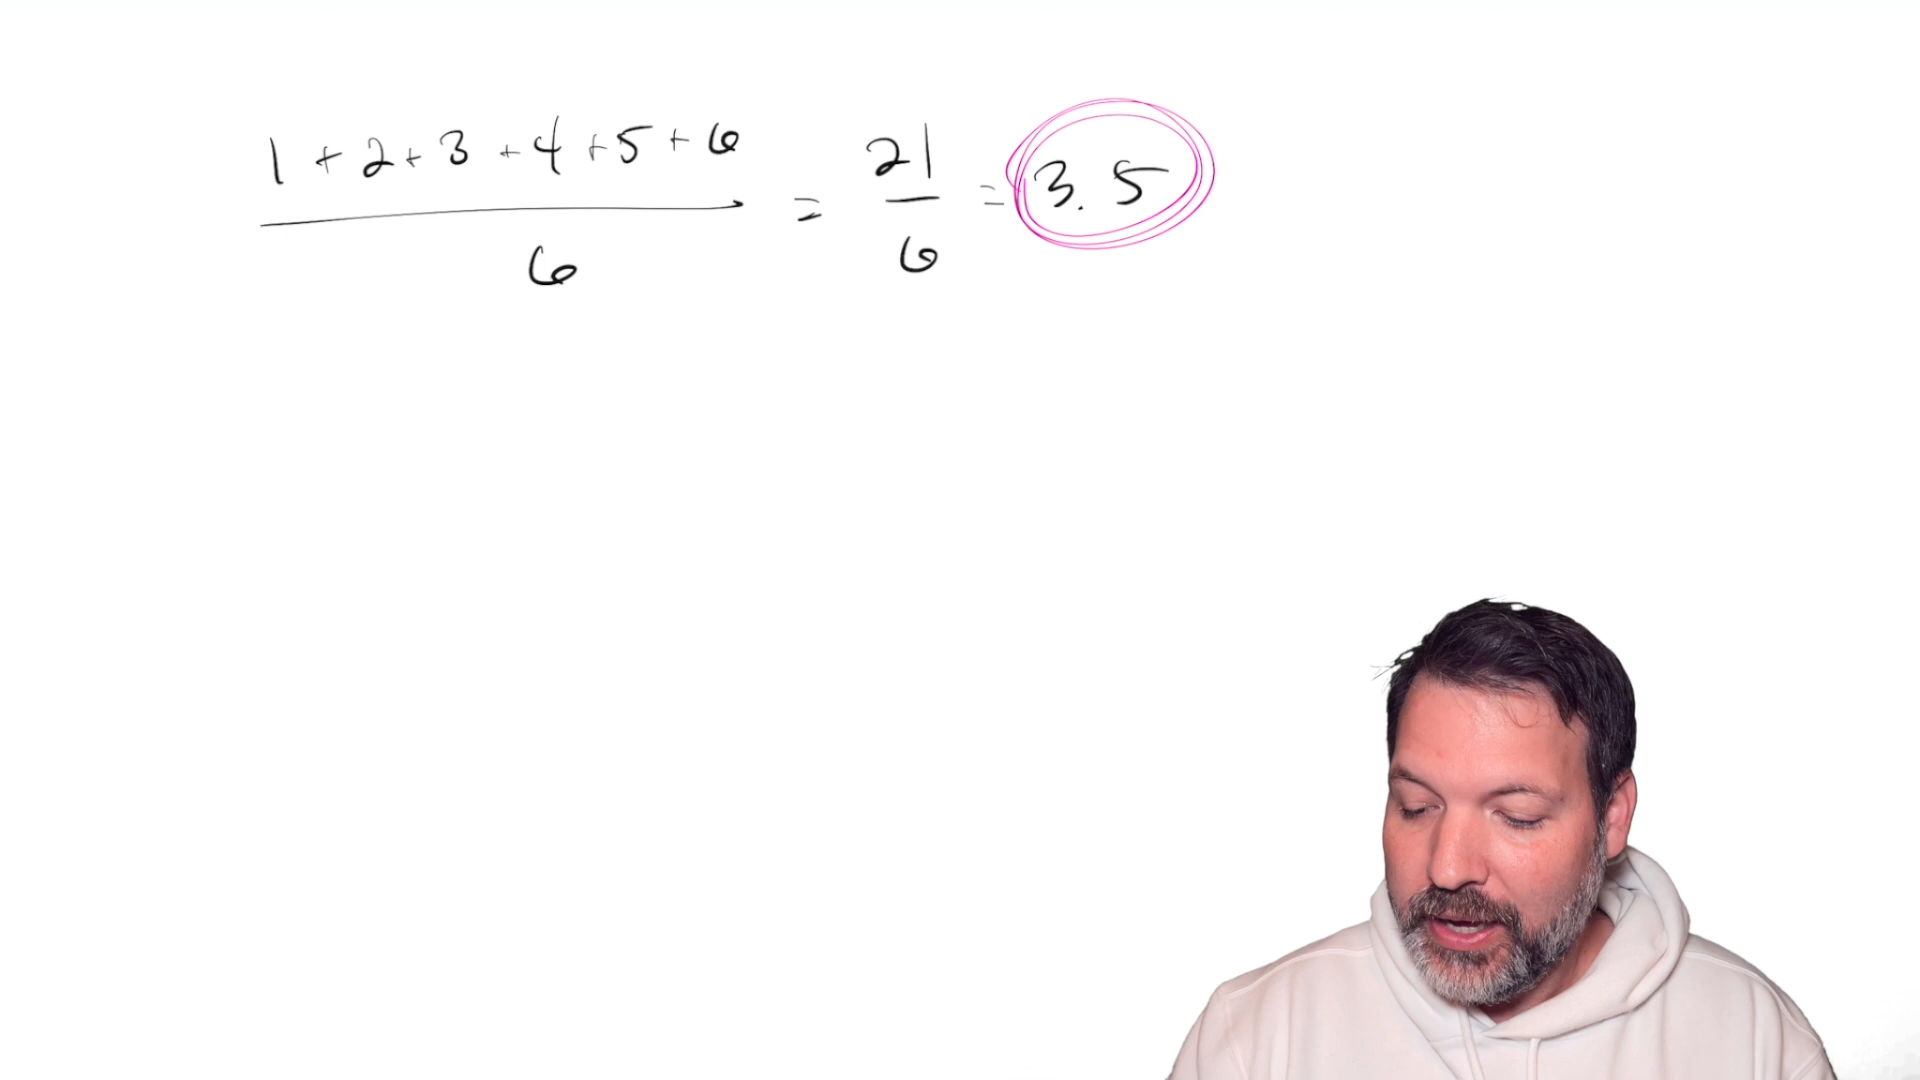 1 + 2 + 3 + 4 + 5 + 6
6
= 21
6
= 3.5